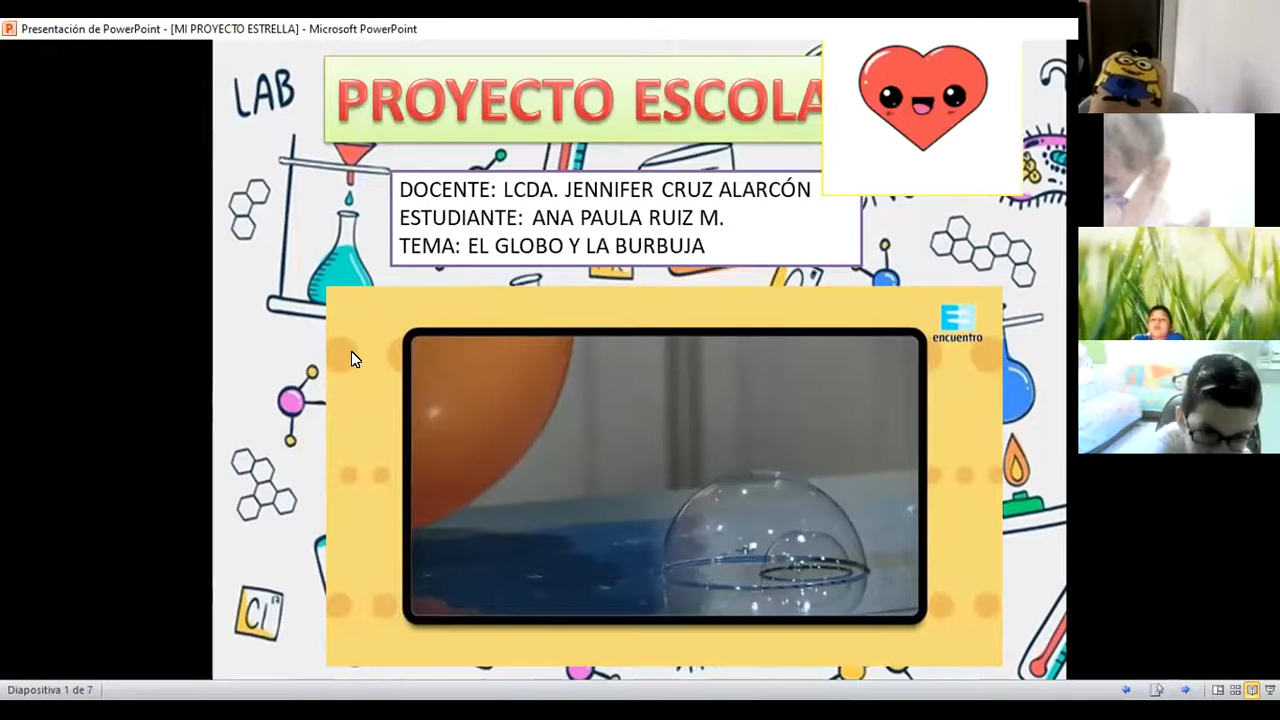 Presentación de PowerPoint - [MI PROYECTO ESTRELLA] - Microsoft PowerPoint
LAB
PROYECTO ESCOLA
DOCENTE: LCDA. JENNIFER CRUZ ALARCÓN
ESTUDIANTE: ANA PAULA RUIZ M.
TEMA: EL GLOBO Y LA BURBUJA
encuentro
Cl
Diapositiva 1 de 7